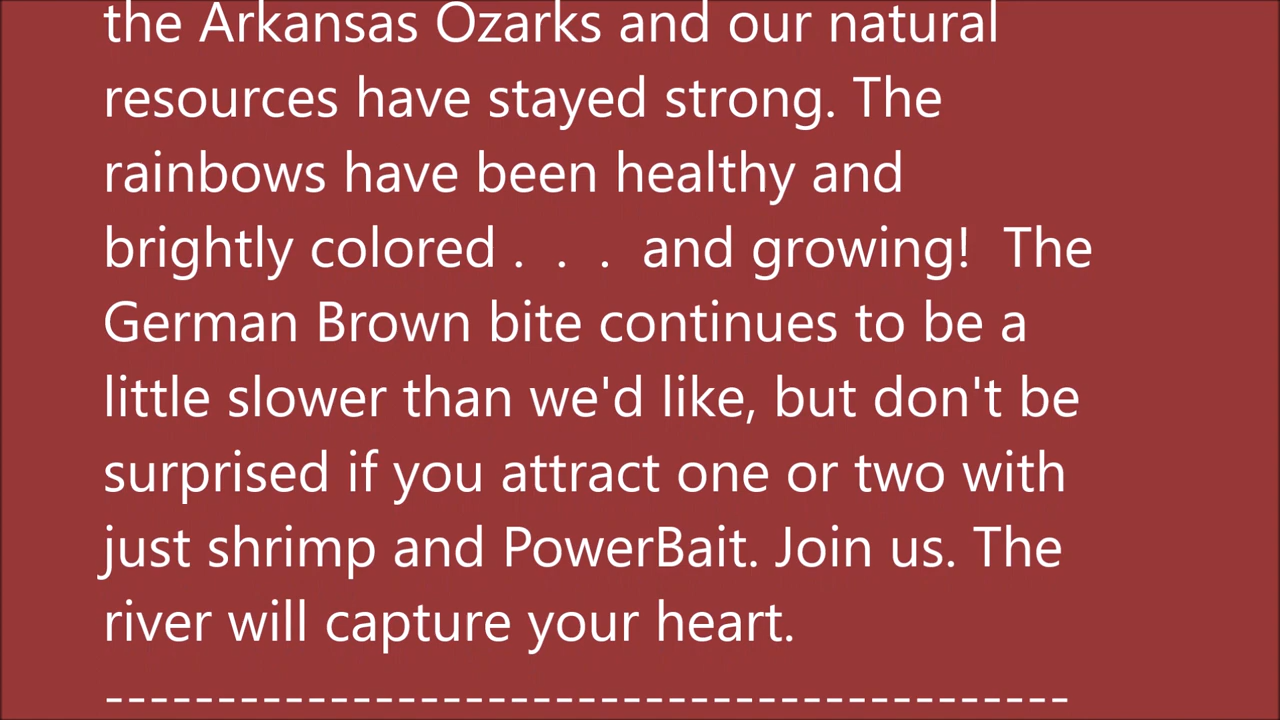 the Arkansas Ozarks and our natural
resources have stayed strong. The
rainbows have been healthy and
brightly colored . . . and growing! The
German Brown bite continues to be a
little slower than we'd like, but don't be
surprised if you attract one or two with
just shrimp and PowerBait. Join us. The
river will capture your heart.
-------------------------------------------